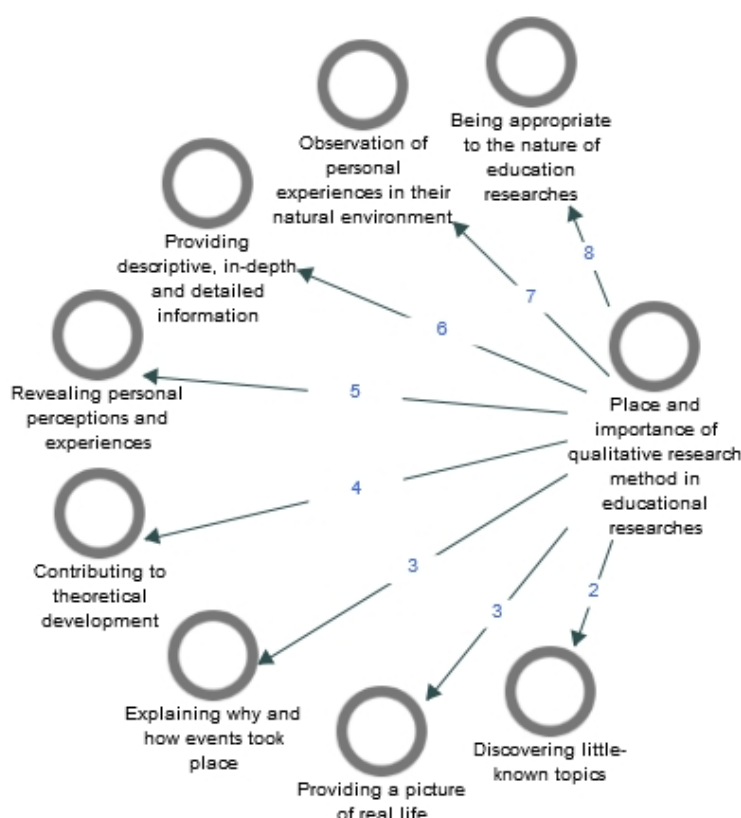 Being appropriate
to the nature of
education
researches
Observation of
personal
experiences in their
natural environment
Providing
descriptive, in-depth
and detailed
information
Revealing personal
perceptions and
experiences
Contributing to
theoretical
development
Explaining why and
how events took
place
Providing a picture
of real life
Discovering little-
known topics
Place and
importance of
qualitative research
method in
educational
researches
8
7
6
5
4
3
3
2